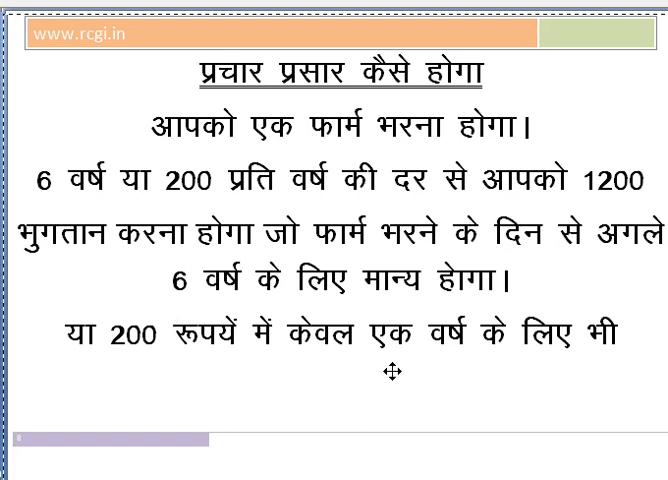 www.rcgi.in
प्रचार प्रसार कैसे होगा
आपको एक फार्म भरना होगा।
6 वर्ष या 200 प्रति वर्ष की दर से आपको 1200
भुगतान करना होगा जो फार्म भरने के दिन से अगले
6 वर्ष के लिए मान्य हेागा।
या 200 रूपयें में केवल एक वर्ष के लिए भी
8